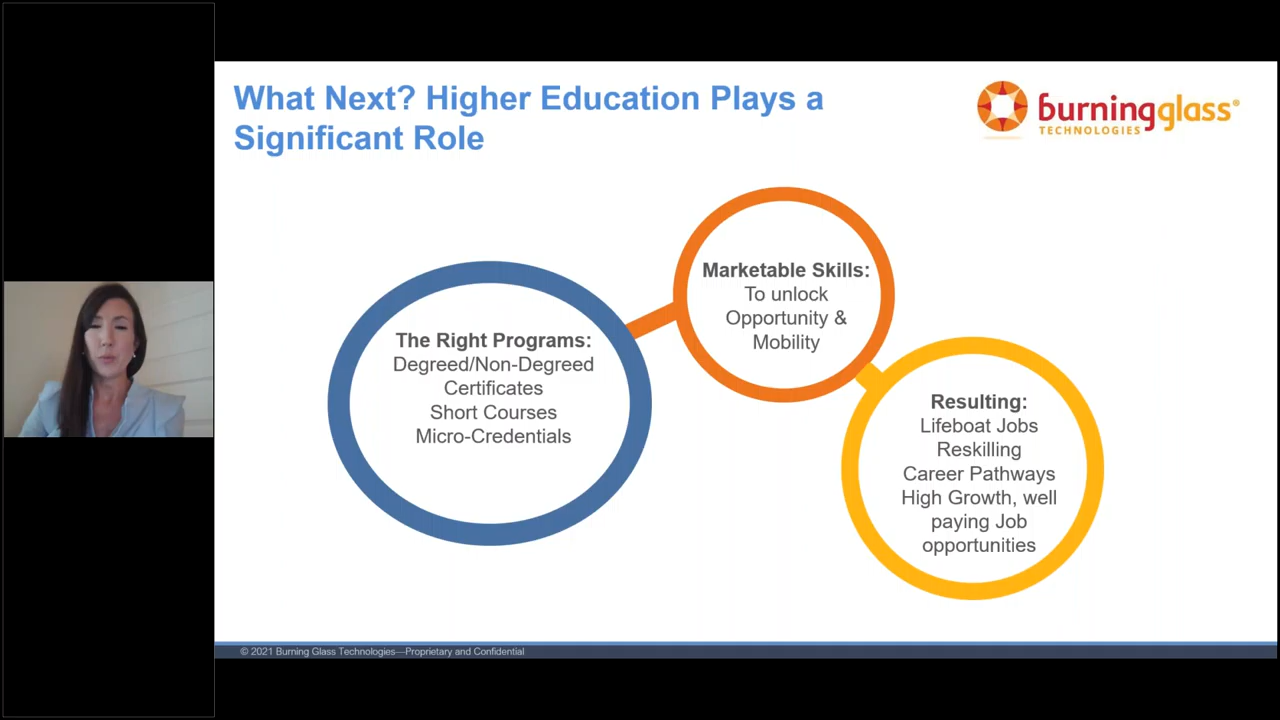 What Next? Higher Education Plays a
Significant Role
burningglass®
TECHNOLOGIES
The Right Programs:
Degreed/Non-Degreed
Certificates
Short Courses
Micro-Credentials
Marketable Skills:
To unlock
Opportunity &
Mobility
Resulting:
Lifeboat Jobs
Reskilling
Career Pathways
High Growth, well
paying Job
opportunities
© 2021 Burning Glass Technologies—Proprietary and Confidential